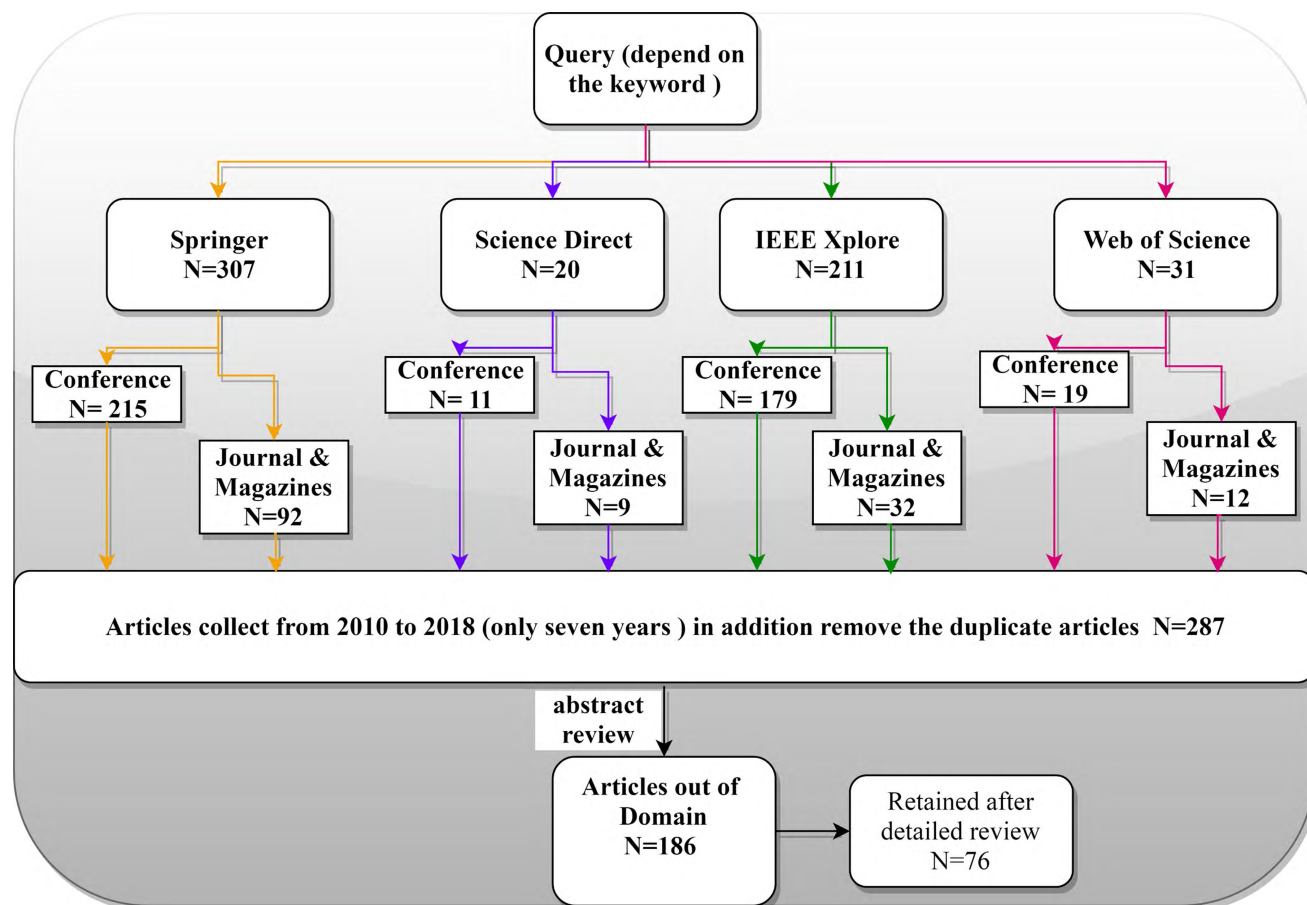 Query (depend on
the keyword )
Springer
N=307
Science Direct
N=20
IEEE Xplore
N=211
Web of Science
N=31
Conference
N= 215
Journal &
Magazines
N=92
Conference
N= 11
Journal &
Magazines
N=9
Conference
N= 179
Journal &
Magazines
N=32
Conference
N= 19
Journal &
Magazines
N=12
Articles collect from 2010 to 2018 (only seven years ) in addition remove the duplicate articles N=287
abstract
review
Articles out of
Domain
N=186
Retained after
detailed review
N=76